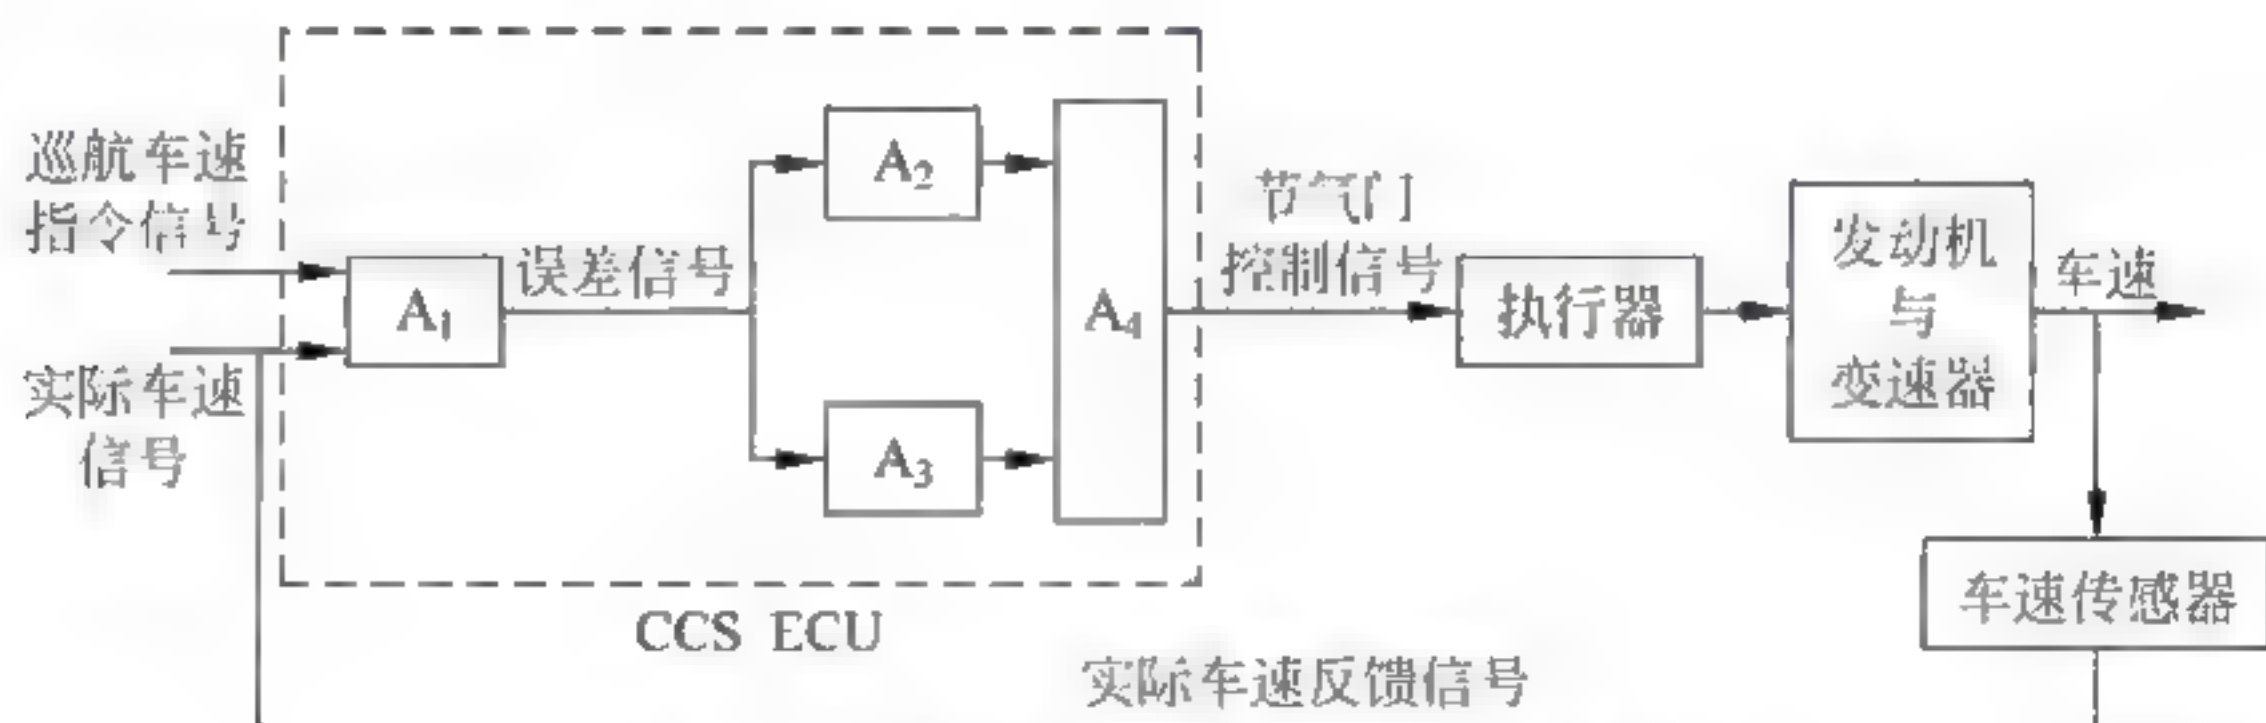 巡航车速
指令信号
实际车速
信号
A₁
误差信号
A₂
A₃
A₄
CCS ECU
节气门
控制信号
执行器
发动机
与
变速器
车速
车速传感器
实际车速反馈信号